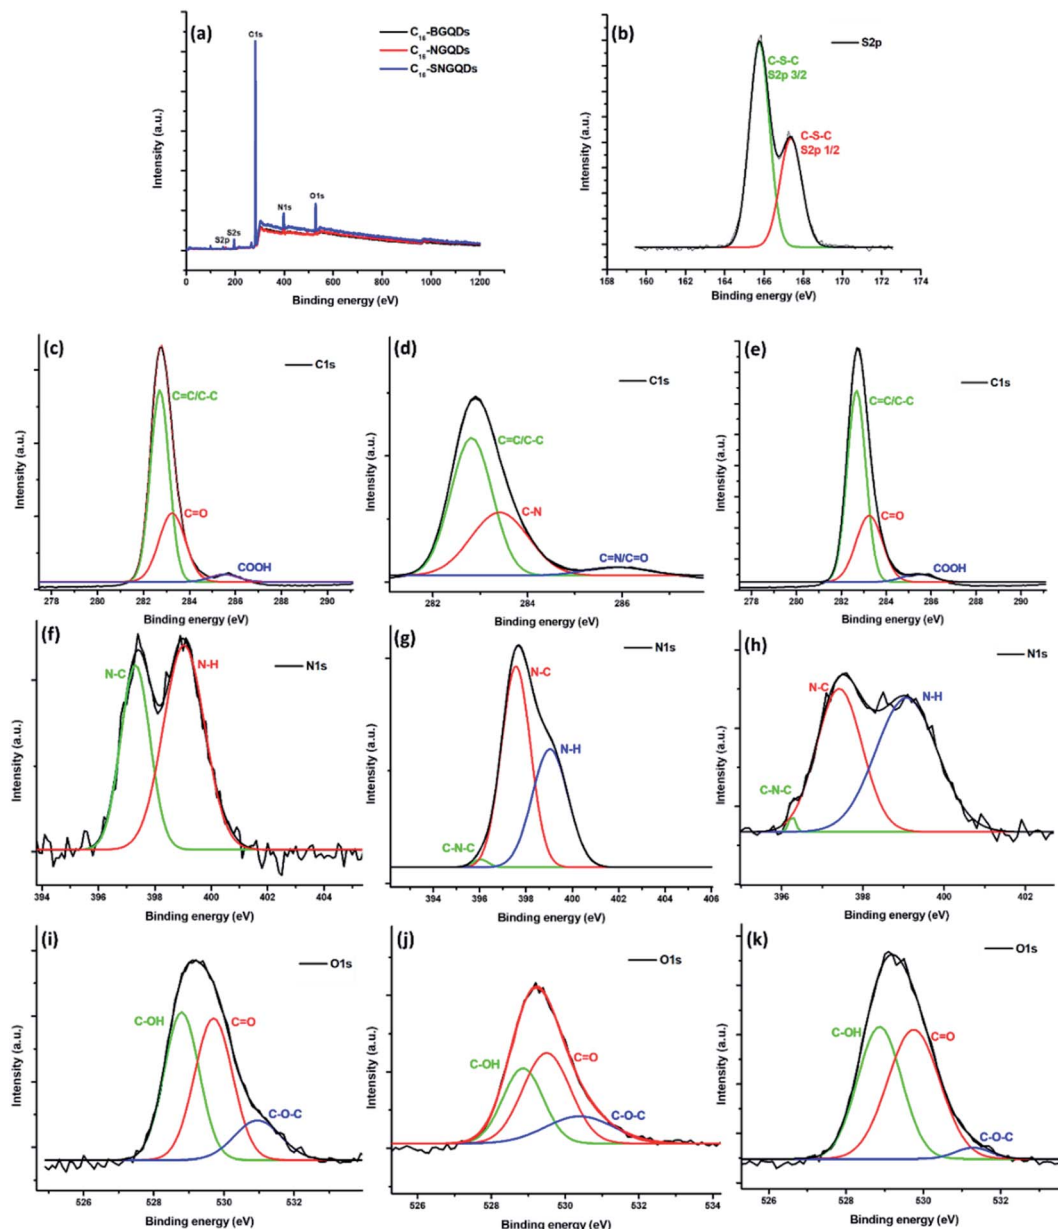 (a)
C1s
C₁₆-BGQDs
C₁₆-NGQDs
C₁₆-SNGQDs
Intensity (a.u.)
S2p
S2s
N1s
O1s
0 200 400 600 800 1000 1200
Binding energy (eV)
(b)
S2p
C-S-C
S2p 3/2
C-S-C
S2p 1/2
Intensity (a.u.)
158 160 162 164 166 168 170 172 174
Binding energy (eV)
(c)
C1s
C=C/C-C
C=O
COOH
Intensity (a.u.)
278 280 282 284 286 288 290
Binding energy (eV)
(d)
C1s
C=C/C-C
C-N
C=N/C=O
Intensity (a.u.)
282 284 286
Binding energy (eV)
(e)
C1s
C=C/C-C
C=O
COOH
Intensity (a.u.)
278 280 282 284 286 288 290
Binding energy (eV)
(f)
N1s
N-C
N-H
Intensity (a.u.)
394 396 398 400 402 404
Binding energy (eV)
(g)
N1s
N-C
N-H
C-N-C
Intensity (a.u.)
394 396 398 400 402 404 406
Binding energy (eV)
(h)
N1s
N-C
N-H
C-N-C
Intensity (a.u.)
396 398 400 402
Binding energy (eV)
(i)
O1s
C-OH
C=O
C-O-C
Intensity (a.u.)
526 528 530 532
Binding energy (eV)
(j)
O1s
C-OH
C=O
C-O-C
Intensity (a.u.)
526 528 530 532 534
Binding energy (eV)
(k)
O1s
C-OH
C=O
C-O-C
Intensity (a.u.)
526 528 530 532
Binding energy (eV)